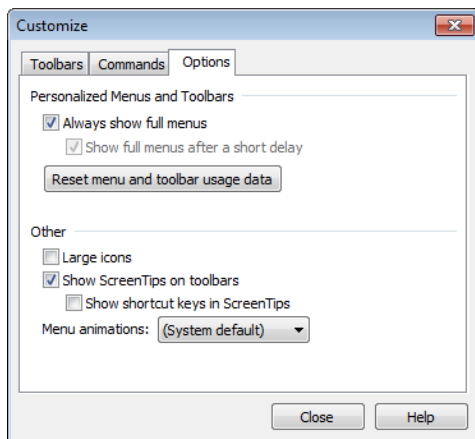 Customize
Toolbars Commands Options
Personalized Menus and Toolbars
Always show full menus
Show full menus after a short delay
Reset menu and toolbar usage data
Other
Large icons
Show ScreenTips on toolbars
Show shortcut keys in ScreenTips
Menu animations: (System default)
Close Help